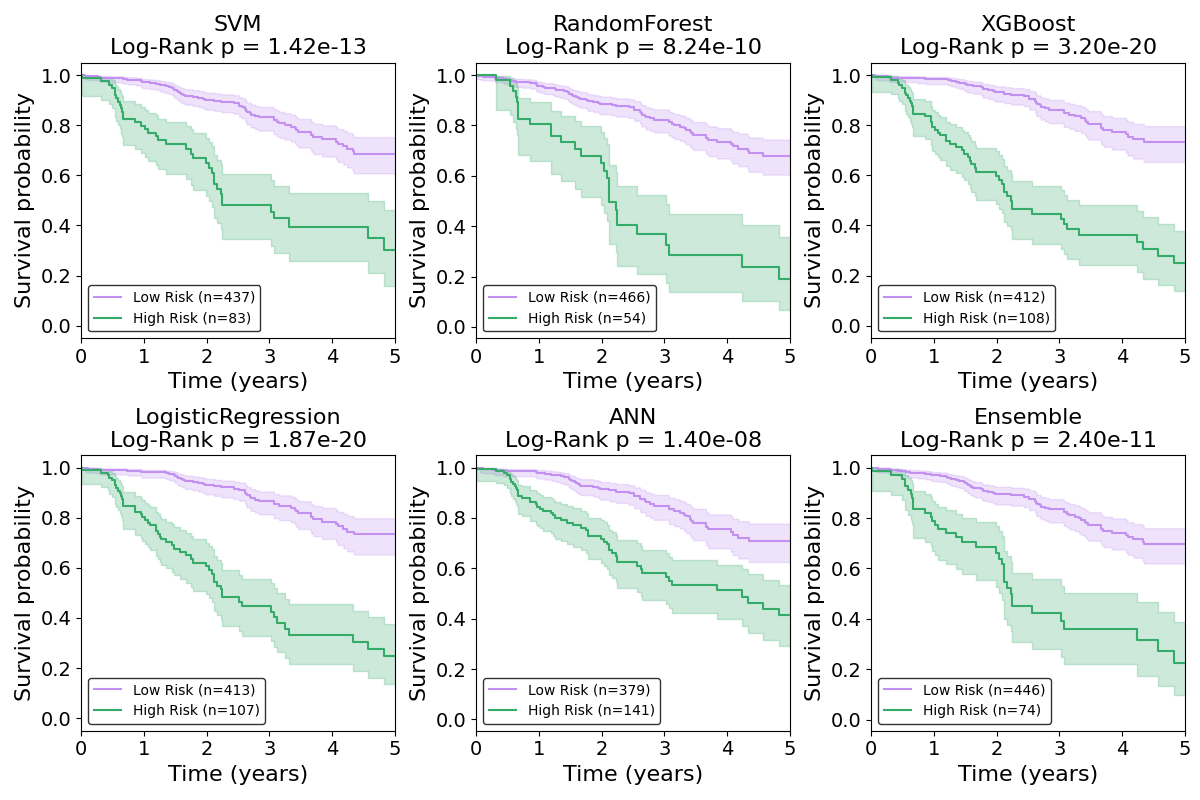 SVM
Log-Rank p = 1.42e-13
Survival probability
1.0
0.8
0.6
0.4
0.2
0.0
Low Risk (n=437)
High Risk (n=83)
0 1 2 3 4 5
Time (years)
RandomForest
Log-Rank p = 8.24e-10
Survival probability
1.0
0.8
0.6
0.4
0.2
0.0
Low Risk (n=466)
High Risk (n=54)
0 1 2 3 4 5
Time (years)
XGBoost
Log-Rank p = 3.20e-20
Survival probability
1.0
0.8
0.6
0.4
0.2
0.0
Low Risk (n=412)
High Risk (n=108)
0 1 2 3 4 5
Time (years)
LogisticRegression
Log-Rank p = 1.87e-20
Survival probability
1.0
0.8
0.6
0.4
0.2
0.0
Low Risk (n=413)
High Risk (n=107)
0 1 2 3 4 5
Time (years)
ANN
Log-Rank p = 1.40e-08
Survival probability
1.0
0.8
0.6
0.4
0.2
0.0
Low Risk (n=379)
High Risk (n=141)
0 1 2 3 4 5
Time (years)
Ensemble
Log-Rank p = 2.40e-11
Survival probability
1.0
0.8
0.6
0.4
0.2
0.0
Low Risk (n=446)
High Risk (n=74)
0 1 2 3 4 5
Time (years)